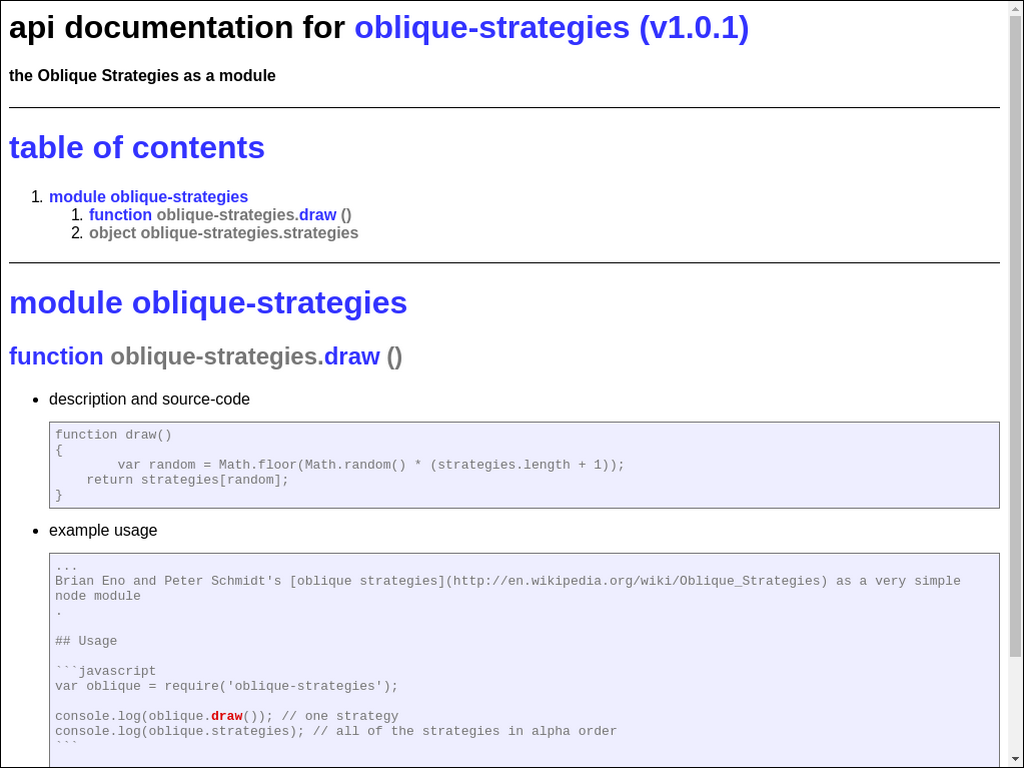 api documentation for oblique-strategies (v1.0.1)
the Oblique Strategies as a module
table of contents
1. module oblique-strategies
1. function oblique-strategies.draw ()
2. object oblique-strategies.strategies
module oblique-strategies
function oblique-strategies.draw ()
• description and source-code
function draw()
{
        var random = Math.floor(Math.random() * (strategies.length + 1));
    return strategies[random];
}
• example usage
...
Brian Eno and Peter Schmidt's [oblique strategies](http://en.wikipedia.org/wiki/Oblique_Strategies) as a very simple
node module
.
## Usage
```javascript
var oblique = require('oblique-strategies');
console.log(oblique.draw()); // one strategy
console.log(oblique.strategies); // all of the strategies in alpha order
```